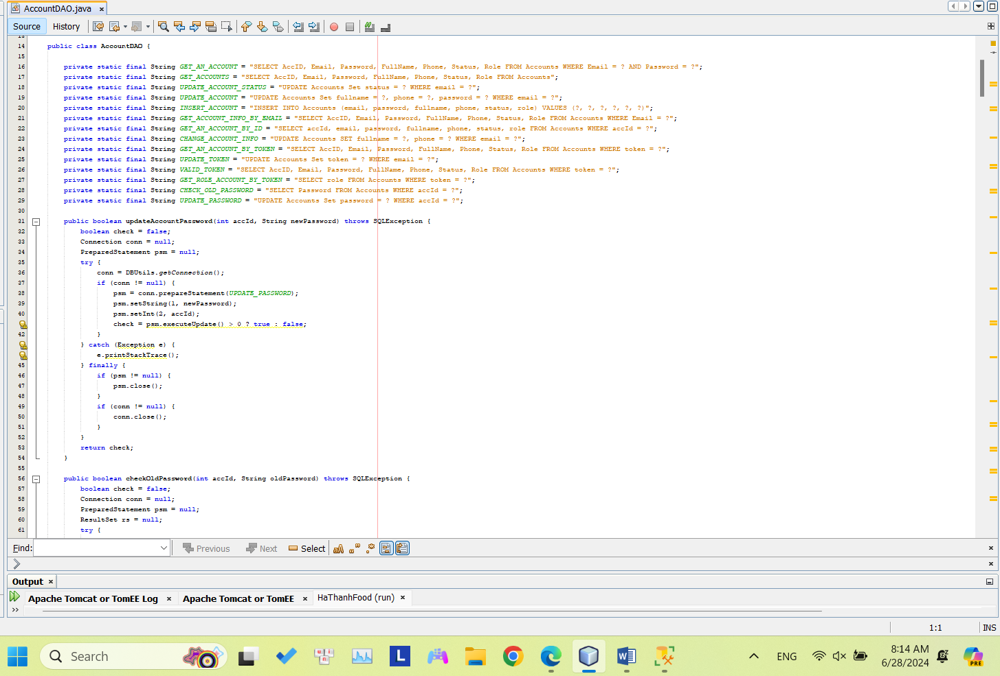 AccountDAO.java ×
Source History
13
14 public class AccountDAO {
15
16 private static final String GET_AN_ACCOUNT = "SELECT AccID, Email, Password, FullName, Phone, Status, Role FROM Accounts WHERE Email = ? AND Password = ?";
17 private static final String GET_ACCOUNTS = "SELECT AccID, Email, Password, FullName, Phone, Status, Role FROM Accounts";
18 private static final String UPDATE_ACCOUNT_STATUS = "UPDATE Accounts Set status = ? WHERE email = ?";
19 private static final String UPDATE_ACCOUNT = "UPDATE Accounts Set fullname = ?, phone = ?, password = ? WHERE email = ?";
20 private static final String INSERT_ACCOUNT = "INSERT INTO Accounts (email, password, fullname, phone, status, role) VALUES (?, ?, ?, ?, ?, ?)";
21 private static final String GET_ACCOUNT_INFO_BY_EMAIL = "SELECT AccID, Email, Password, FullName, Phone, Status, Role FROM Accounts WHERE Email = ?";
22 private static final String GET_AN_ACCOUNT_BY_ID = "SELECT accId, email, password, fullname, phone, status, role FROM Accounts WHERE accId = ?";
23 private static final String CHANGE_ACCOUNT_INFO = "UPDATE Accounts SET fullname = ?, phone = ? WHERE email = ?";
24 private static final String GET_AN_ACCOUNT_BY_TOKEN = "SELECT AccID, Email, Password, FullName, Phone, Status, Role FROM Accounts WHERE token = ?";
25 private static final String UPDATE_TOKEN = "UPDATE Accounts Set token = ? WHERE email = ?";
26 private static final String VALID_TOKEN = "SELECT AccID, Email, Password, FullName, Phone, Status, Role FROM Accounts WHERE token = ?";
27 private static final String GET_ROLE_ACCOUNT_BY_TOKEN = "SELECT role FROM Accounts WHERE token = ?";
28 private static final String CHECK_OLD_PASSWORD = "SELECT Password FROM Accounts WHERE accId = ?";
29 private static final String UPDATE_PASSWORD = "UPDATE Accounts Set password = ? WHERE accId = ?";
30
31 public boolean updateAccountPassword(int accId, String newPassword) throws SQLException {
32 boolean check = false;
33 Connection conn = null;
34 PreparedStatement psm = null;
35 try {
36 conn = DBUtils.getConnection();
37 if (conn != null) {
38 psm = conn.prepareStatement(UPDATE_PASSWORD);
39 psm.setString(1, newPassword);
40 psm.setInt(2, accId);
check = psm.executeUpdate() > 0 ? true : false;
42 }
} catch (Exception e) {
e.printStackTrace();
45 } finally {
46 if (psm != null) {
47 psm.close();
48 }
49 if (conn != null) {
50 conn.close();
51 }
52 }
53 return check;
54 }
55
56 public boolean checkOldPassword(int accId, String oldPassword) throws SQLException {
57 boolean check = false;
58 Connection conn = null;
59 PreparedStatement psm = null;
60 ResultSet rs = null;
61 try {
Find: Previous Next Select
Output ×
Apache Tomcat or TomEE Log × Apache Tomcat or TomEE × HaThanhFood (run) ×
1:1 INS
Search
ENG
8:14 AM
6/28/2024
PRE